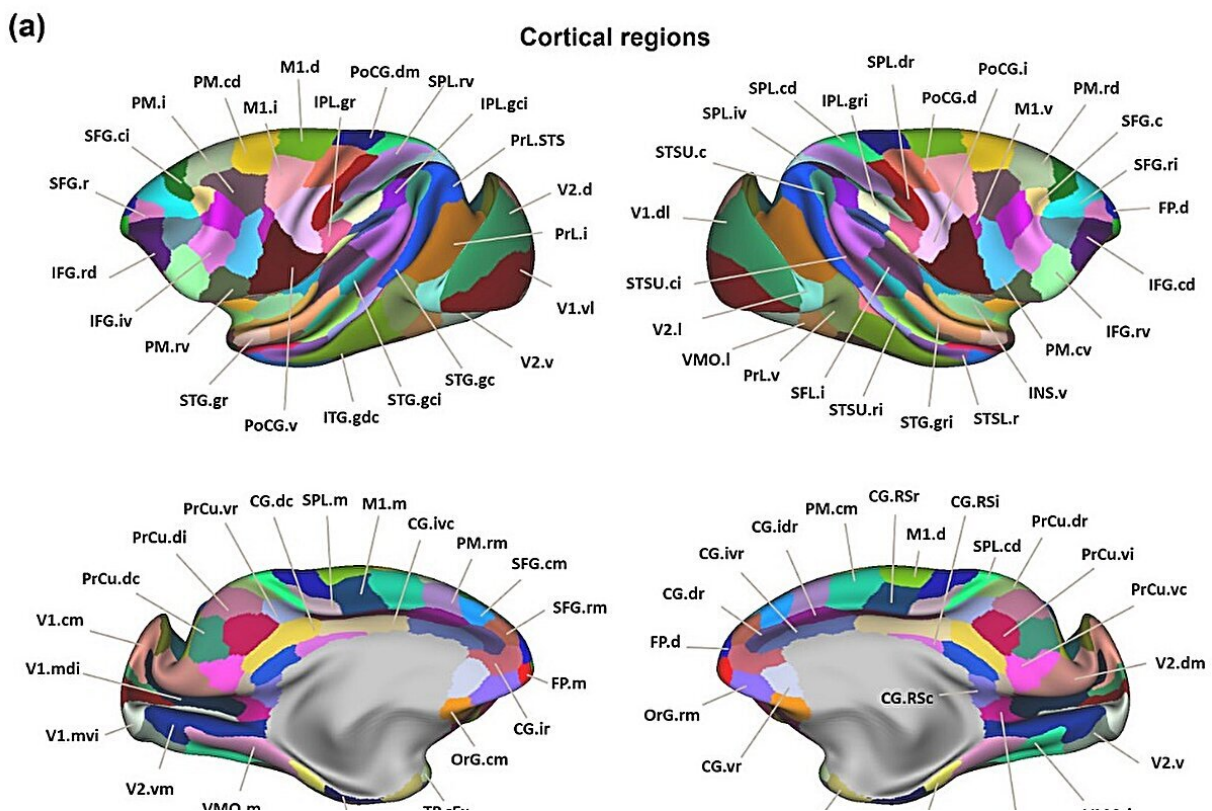 (a)
Cortical regions
M1.d
PoCG.dm
PM.cd
SPL.rv
PM.i
M1.i
IPL.gr
IPL.gci
SFG.ci
PrL.STS
SFG.r
V2.d
PrL.i
IFG.rd
V1.vl
IFG.iv
PM.rv
V2.v
STG.gc
STG.gr
STG.gci
ITG.gdc
PoCG.v
SPL.dr
PoCG.i
SPL.cd
IPL.gri
PM.rd
SPL.iv
PoCG.d
M1.v
SFG.c
STSU.c
SFG.ri
V1.dl
FP.d
STSU.ci
IFG.cd
V2.l
IFG.rv
VMO.l
PM.cv
PrL.v
SFL.i
INS.v
STSU.ri
STG.gri
STSL.r
CG.dc
SPL.m
M1.m
PrCu.vr
CG.ivc
PrCu.di
PM.rm
SFG.cm
PrCu.dc
SFG.rm
V1.cm
V1.mdi
FP.m
V1.mvi
CG.ir
OrG.cm
V2.vm
VMO.m
CG.RSr
CG.RSi
PM.cm
CG.idr
M1.d
PrCu.dr
CG.ivr
SPL.cd
PrCu.vi
CG.dr
PrCu.vc
FP.d
V2.dm
CG.RSc
OrG.rm
CG.vr
V2.v